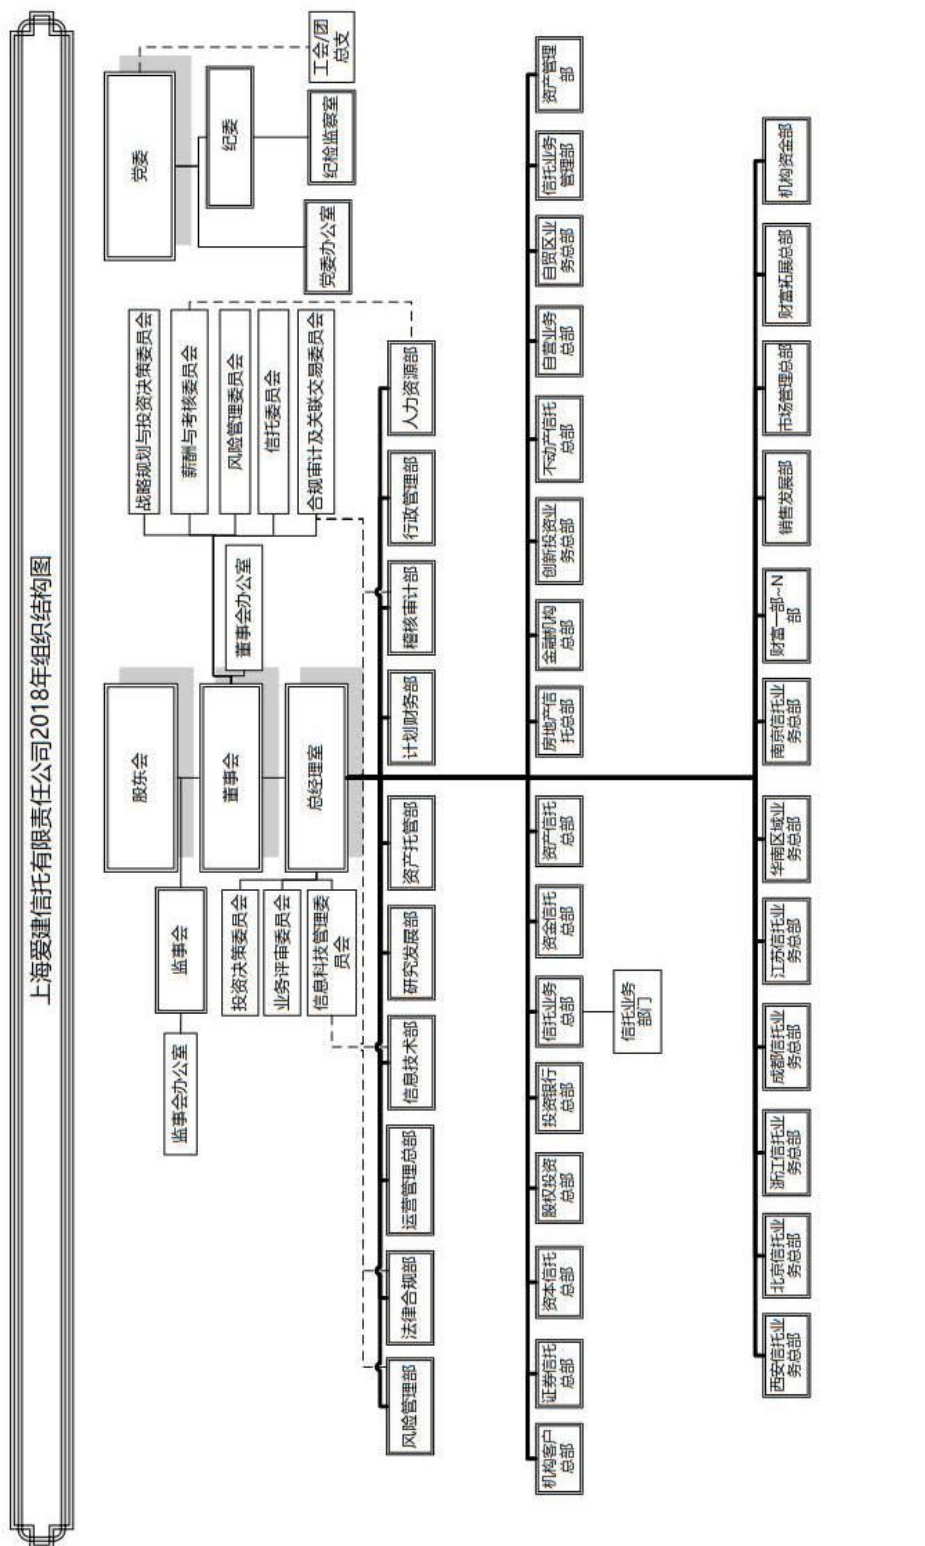 上海爱建信托有限责任公司2018年组织结构图
股东会
监事会
监事会办公室
董事会
董事会办公室
战略规划与投资决策委员会
薪酬与考核委员会
风险管理委员会
信托委员会
合规审计及关联交易委员会
总经理室
投资决策委员会
业务评审委员会
信息科技管理委
员会
党委
纪委
工会/团
总支
党委办公室
纪检监察室
风险管理部
法律合规部
运营管理总部
信息技术部
研究发展部
资产托管部
计划财务部
稽核审计部
行政管理部
人力资源部
机构客户
总部
证券信托
总部
资本信托
总部
股权投资
总部
投资银行
总部
信托业务
总部
信托业务
部门
资金信托
总部
资产信托
总部
房地产信
托总部
金融机构
总部
创新投资业
务总部
不动产信托
总部
自营业务
总部
自贸区业
务总部
信托业务
管理部
资产管理
部
西安信托业
务总部
北京信托业
务总部
浙江信托业
务总部
成都信托业
务总部
江苏信托业
务总部
华南区域业
务总部
南京信托业
务总部
财富一部~N
部
销售发展部
市场管理总部
财富拓展总部
机构资金部